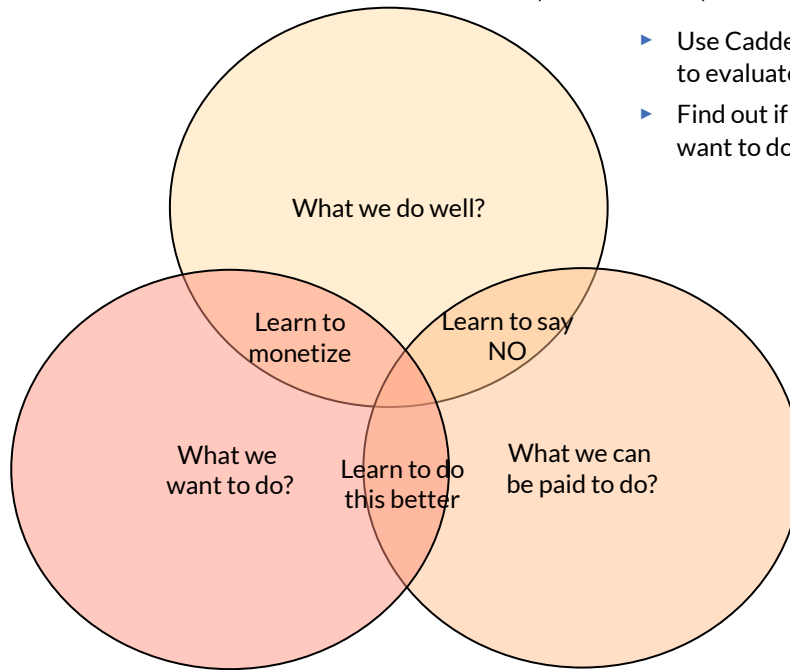 Use
to evaluate
Find out if
want to do
What we do well?
Learn to
monetize
Learn to say
NO
What we
want to do?
Learn to do
this better
What we can
be paid to do?